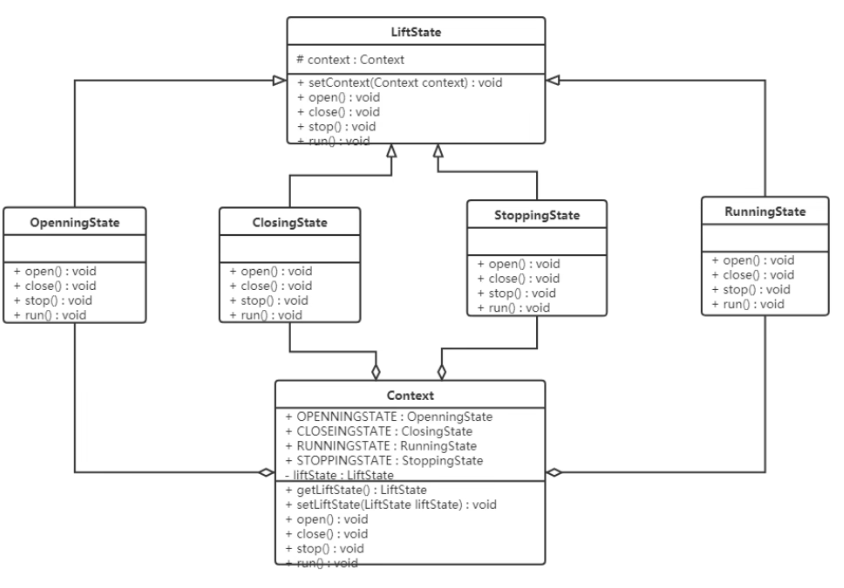 LiftState
# context : Context
+ setContext(Context context) : void
+ open() : void
+ close() : void
+ stop() : void
+ run() : void
OpenningState
+ open() : void
+ close() : void
+ stop() : void
+ run() : void
ClosingState
+ open() : void
+ close() : void
+ stop() : void
+ run() : void
StoppingState
+ open() : void
+ close() : void
+ stop() : void
+ run() : void
RunningState
+ open() : void
+ close() : void
+ stop() : void
+ run() : void
Context
+ OPENNINGSTATE : OpenningState
+ CLOSEINGSTATE : ClosingState
+ RUNNINGSTATE : RunningState
+ STOPPINGSTATE : StoppingState
- liftState : LiftState
+ getLiftState() : LiftState
+ setLiftState(LiftState liftState) : void
+ open() : void
+ close() : void
+ stop() : void
+ run() : void